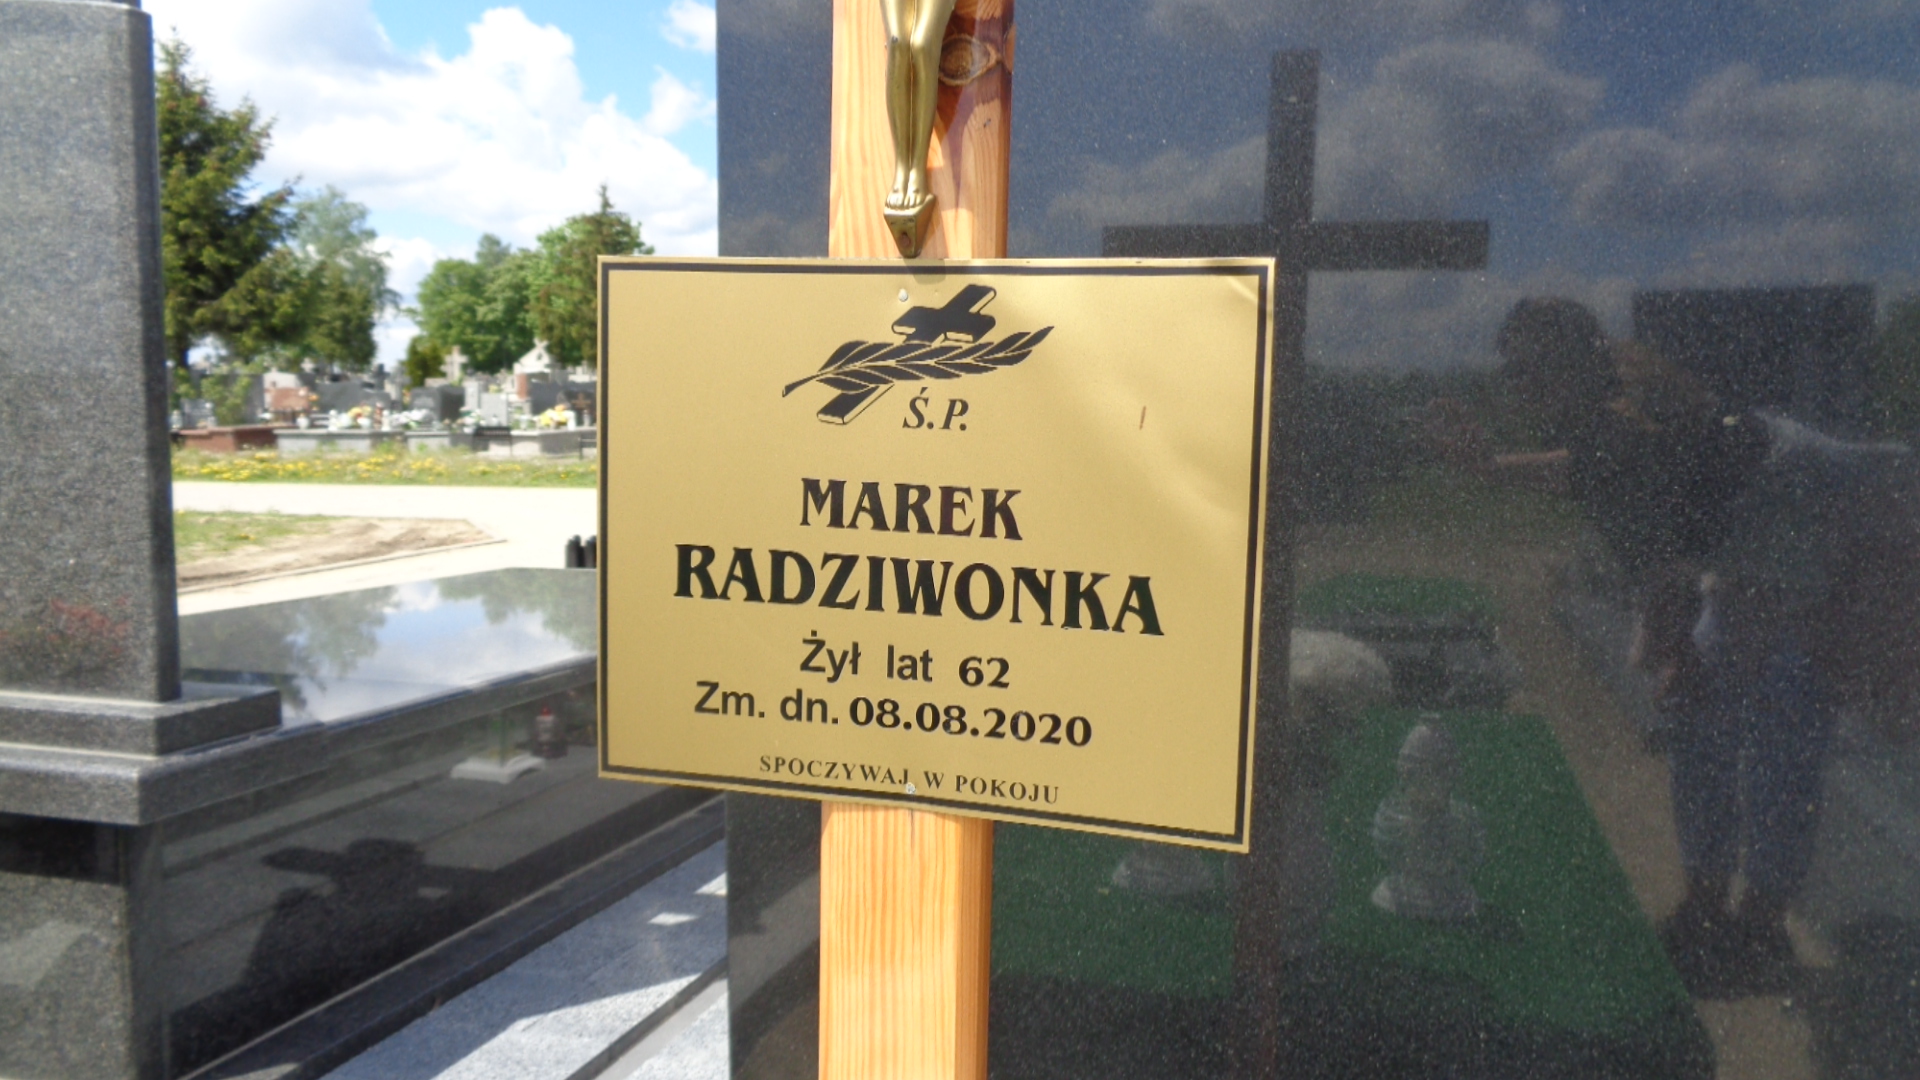 Ś.P.
MAREK
RADZIWONKA
Żył lat 62
Zm. dn. 08.08.2020
SPOCZYWAJ W POKOJU